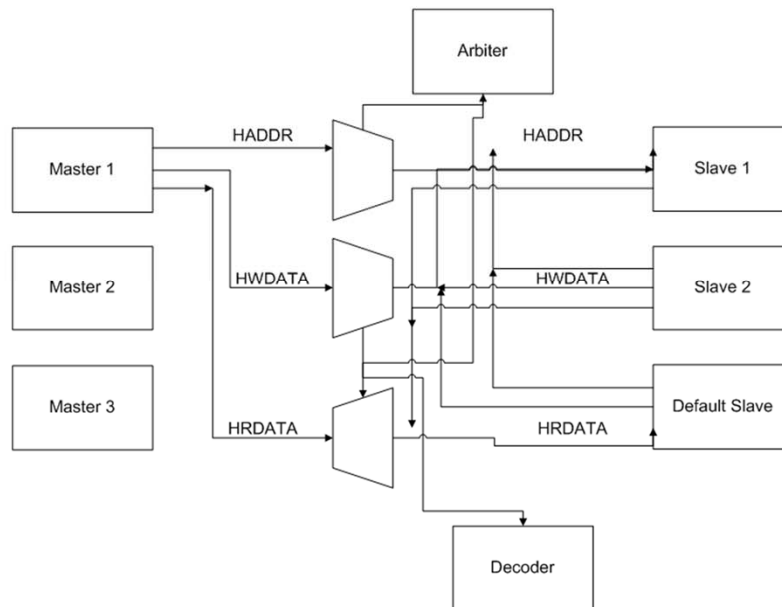 Arbiter
HADDR
HADDR
Master 1
Slave 1
Master 2
HWDATA
HWDATA
Slave 2
Master 3
Default Slave
HRDATA
HRDATA
Decoder